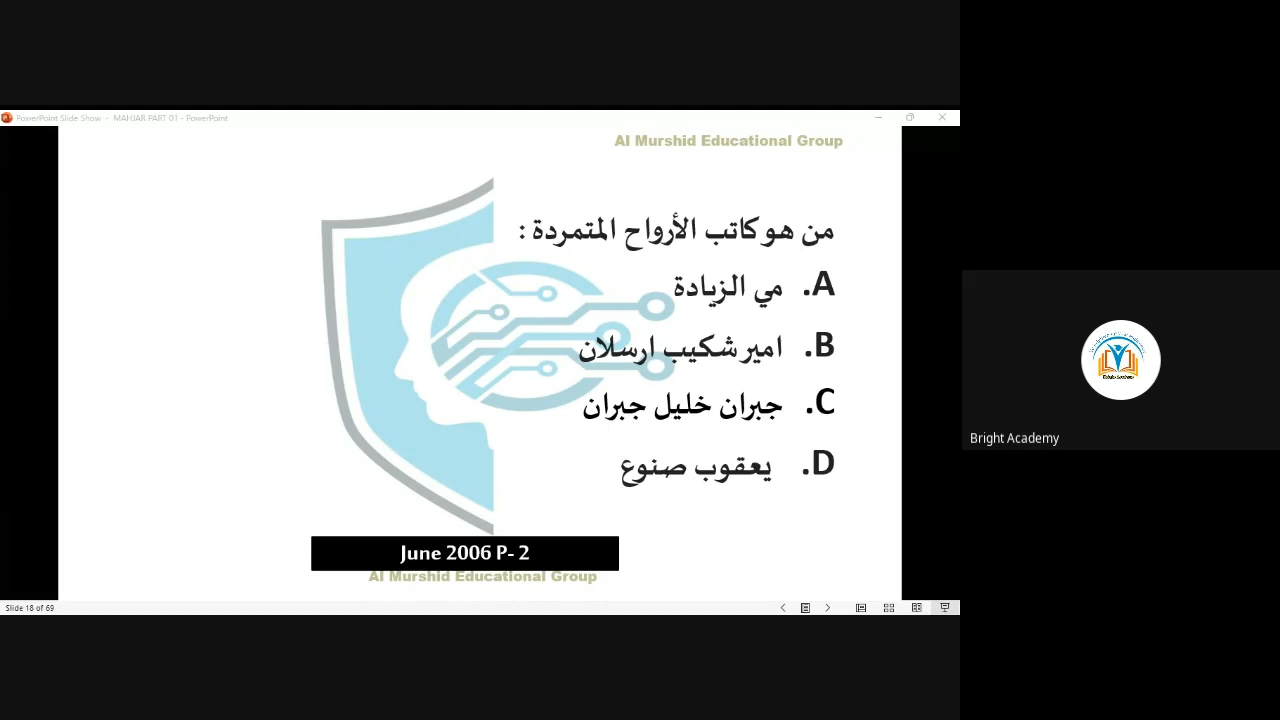 PowerPoint Slide Show - MAHJAR PART 01 - PowerPoint
Al Murshid Educational Group
من هو كاتب الأرواح المتمردة :
A. مي الزيادة
B. امير شكيب ارسلان
C. جبران خليل جبران
D. يعقوب صنوع
June 2006 P- 2
Al Murshid Educational Group
Slide 18 of 69
Bright Academy